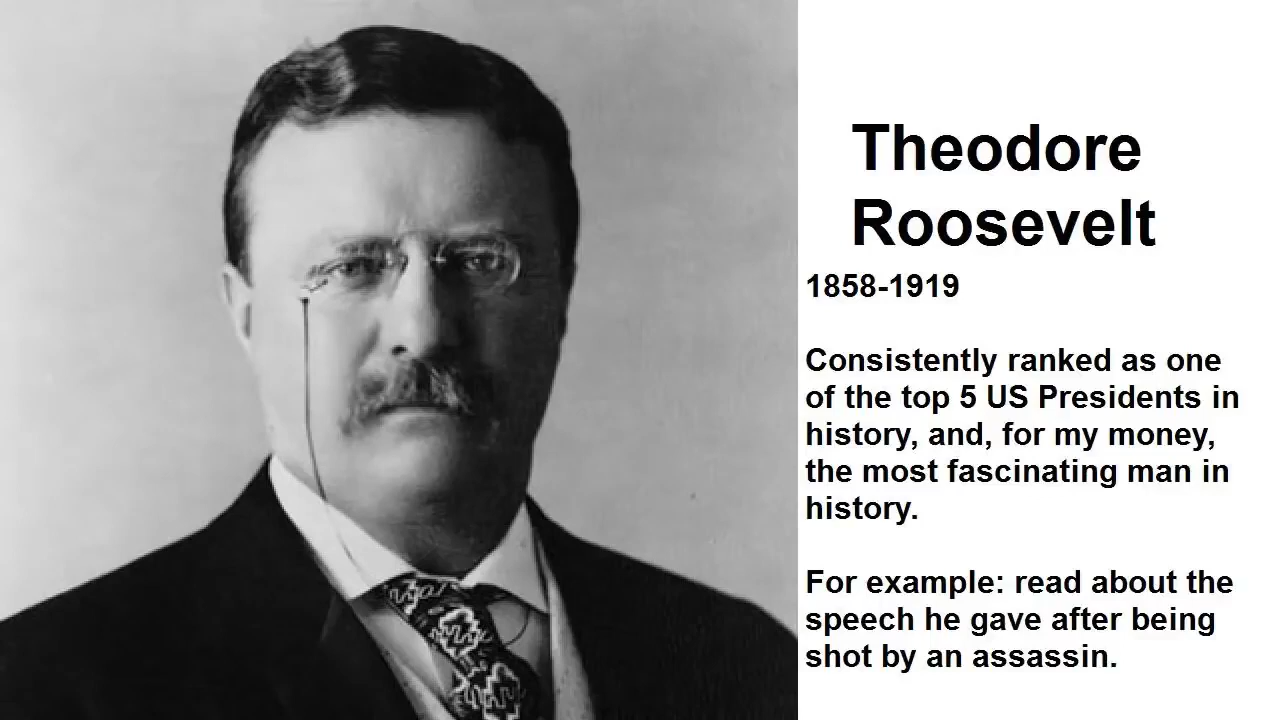 Theodore
Roosevelt
1858-1919
Consistently ranked as one
of the top 5 US Presidents in
history, and, for my money,
the most fascinating man in
history.
For example: read about the
speech he gave after being
shot by an assassin.